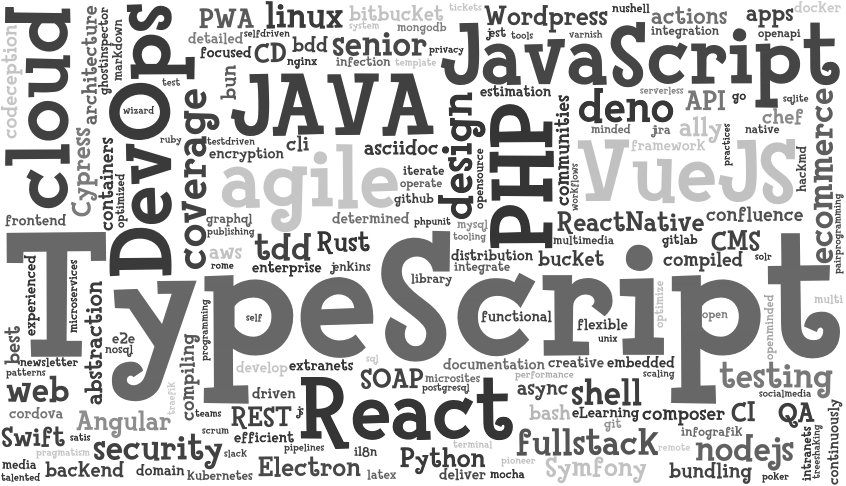 PWA
linux
bitbucket
tickets
system
mongodb
Wordpress
nushell
actions
apps
docker
codeception
cloud
architecture
ghostinspector
markdown
DevOps
detailed
selfdriven
focused
CD
bdd
senior
privacy
nginx
infection
template
jest
tools
varnish
integration
openapi
JavaScript
test
wizard
bun
JAVA
estimation
deno
serverless
API
go
sqlite
chef
Cypress
containers
optimized
ruby
coverage
testdriven
encryption
cli
asciidoc
design
opensource
PHP
communities
workflows
minded
jira
ally
practices
native
framework
VueJS
hackmd
ecommerce
pairprogramming
agile
iterate
operate
github
frontend
graphql
publishing
determined
phpunit
mysql
tooling
ReactNative
confluence
aws
rome
tdd
Rust
enterprise
jenkins
distribution
integrate
multimedia
bucket
gitlab
CMS
compiled
solr
library
TypeScript
experienced
microservices
abstraction
programming
self
functional
flexible
unix
optimize
open
openminded
multi
best
e2e
nosql
newsletter
patterns
compiling
develop
extranets
sql
documentation
creative
embedded
performance
scaling
testing
socialmedia
web
traefik
driven
SOAP
microsites
postgresql
async
shell
cordova
Angular
teams
REST
js
React
bash
eLearning
composer
CI
QA
continuously
git
Swift
satis
scrum
efficient
infografik
intranets
treeshaking
security
pragmatism
slack
pipelines
il8n
terminal
fullstack
remote
nodejs
media
talented
backend
domain
Kubernetes
Electron
latex
Python
deliver
pioneer
mocha
Symfony
bundling
poker